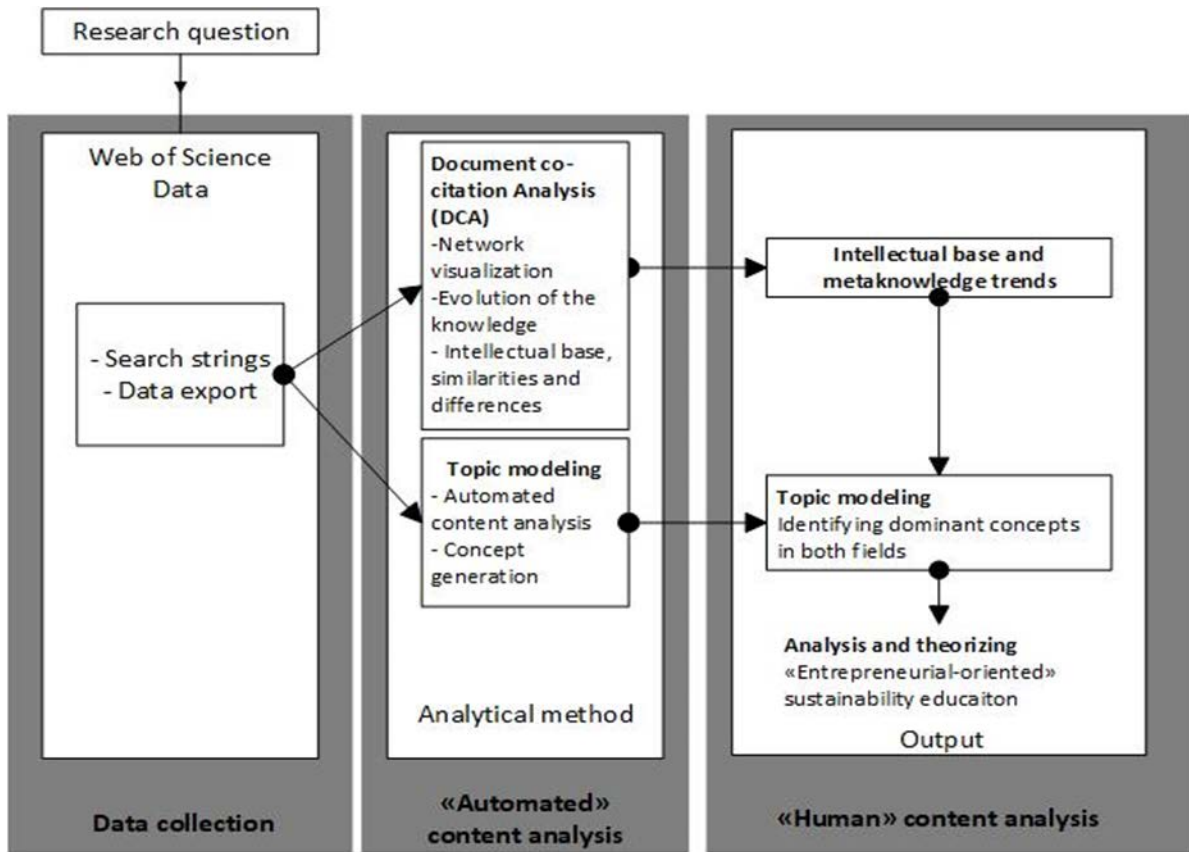 Research question
Web of Science
Data
- Search strings
- Data export
Data collection
Document co-
citation Analysis
(DCA)
-Network
visualization
-Evolution of the
knowledge
- Intellectual base,
similarities and
differences
Topic modeling
- Automated
content analysis
- Concept
generation
Analytical method
«Automated»
content analysis
Intellectual base and
metaknowledge trends
Topic modeling
Identifying dominant concepts
in both fields
Analysis and theorizing
«Entrepreneurial-oriented»
sustainability educaiton
Output
«Human» content analysis